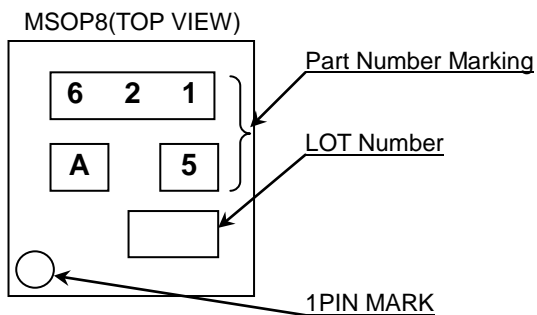 MSOP8(TOP VIEW)
Part Number Marking
6 2 1
LOT Number
A 5
1PIN MARK